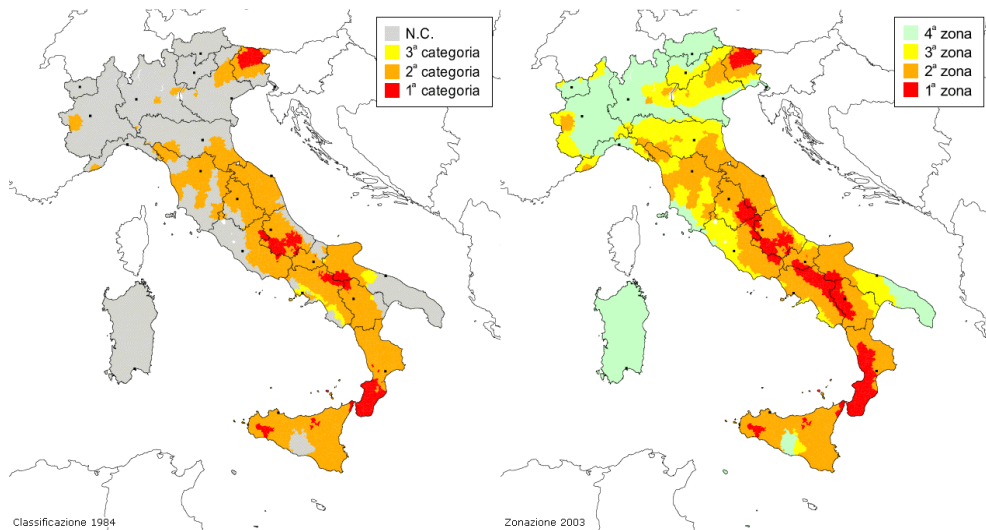 N.C.
3ª categoria
2ª categoria
1ª categoria
4ª zona
3ª zona
2ª zona
1ª zona
Classificazione 1984
Zonazione 2003